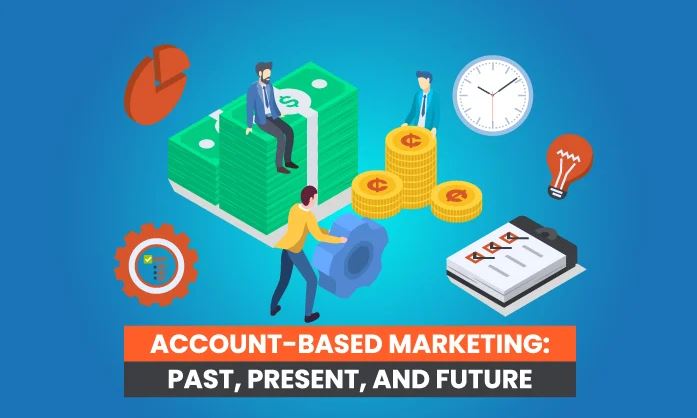 $
¢
¢
¢
ACCOUNT-BASED MARKETING:
PAST, PRESENT, AND FUTURE